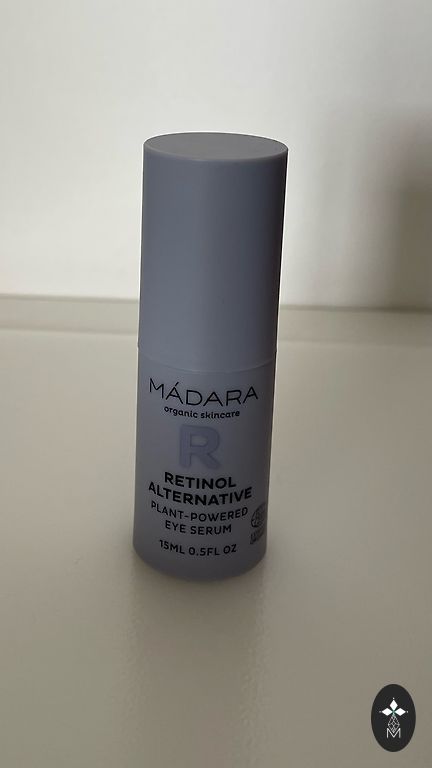 MÁDARA
organic skincare
R
RETINOL
ALTERNATIVE
PLANT-POWERED
EYE SERUM
15ML 0.5FL OZ
M